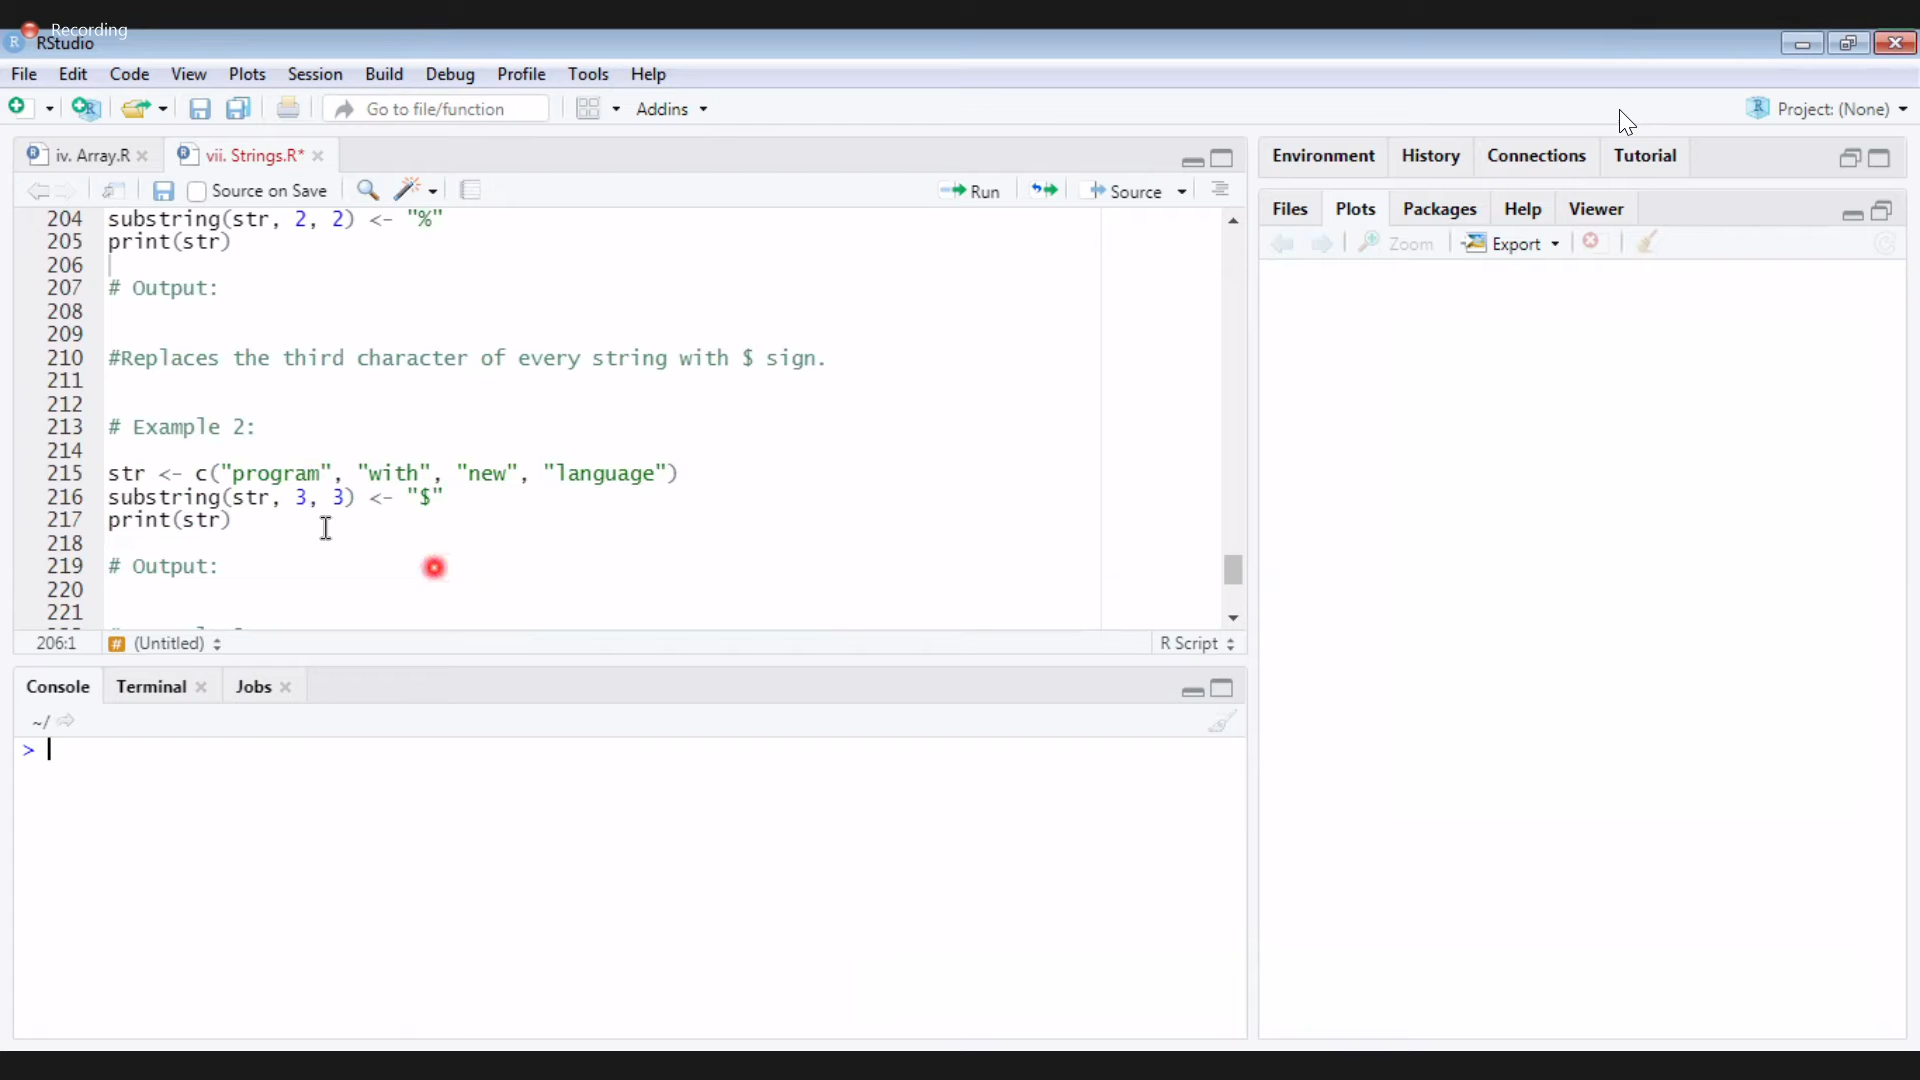 Recording
RStudio
File Edit Code View Plots Session Build Debug Profile Tools Help
Go to file/function Addins Project: (None)
iv. Array.R vii. Strings.R*
Source on Save Run Source
204 substring(str, 2, 2) <- "%"
205 print(str)
206
207 # Output:
208
209
210 #Replaces the third character of every string with $ sign.
211
212
213 # Example 2:
214
215 str <- c("program", "with", "new", "language")
216 substring(str, 3, 3) <- "$"
217 print(str)
218
219 # Output:
220
221
206:1 (Untitled) R Script
Console Terminal Jobs
~/
>
Environment History Connections Tutorial
Files Plots Packages Help Viewer
Zoom Export